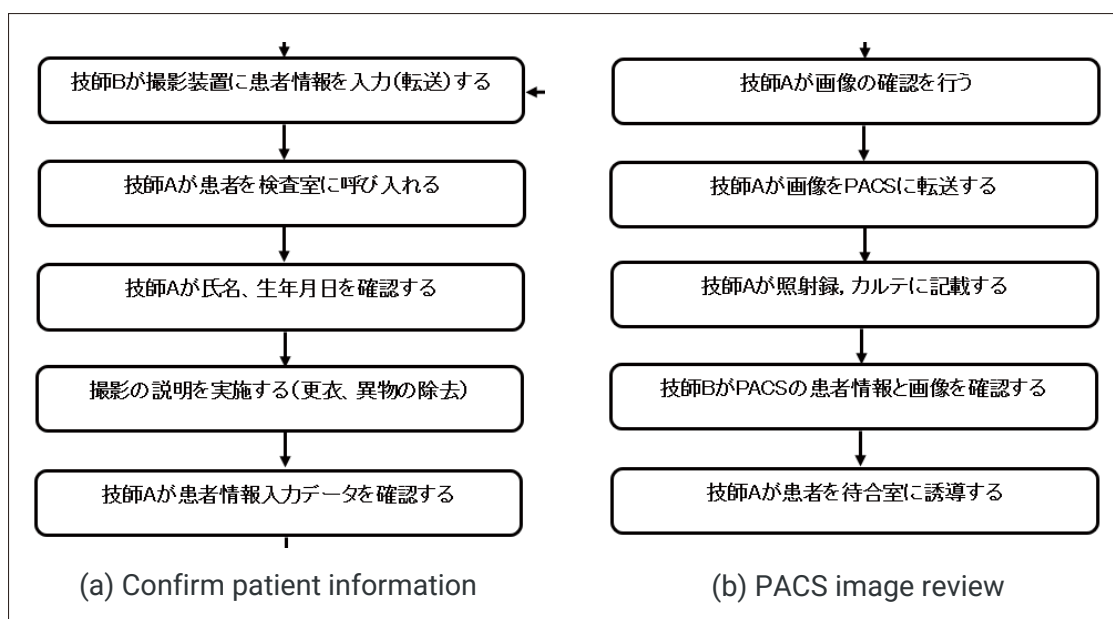 技師Bが撮影装置に患者情報を入力(転送)する
技師Aが患者を検査室に呼び入れる
技師Aが氏名、生年月日を確認する
撮影の説明を実施する(更衣、異物の除去)
技師Aが患者情報入力データを確認する
(a) Confirm patient information
技師Aが画像の確認を行う
技師Aが画像をPACSに転送する
技師Aが照射録,カルテに記載する
技師BがPACSの患者情報と画像を確認する
技師Aが患者を待合室に誘導する
(b) PACS image review